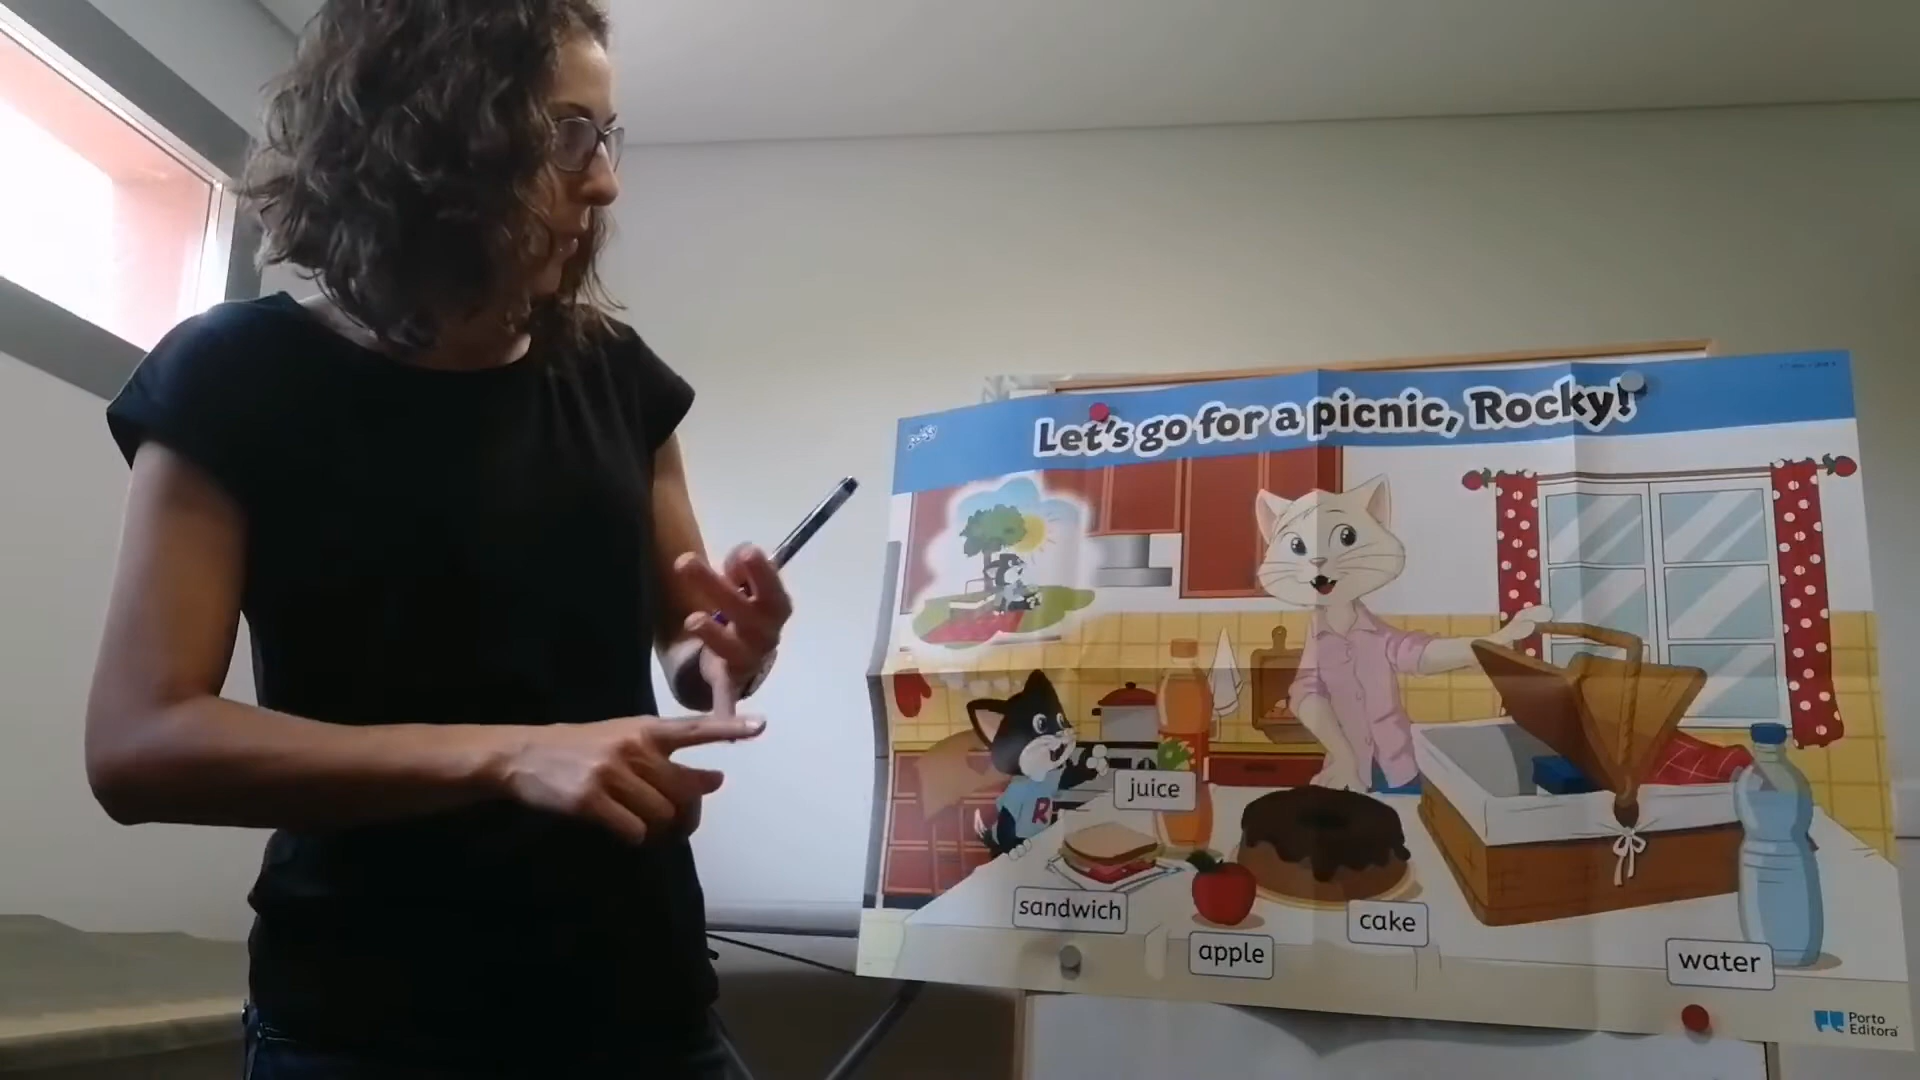 Let's go for a picnic, Rocky!
R
juice
sandwich
cake
apple
water
Porto
Editora